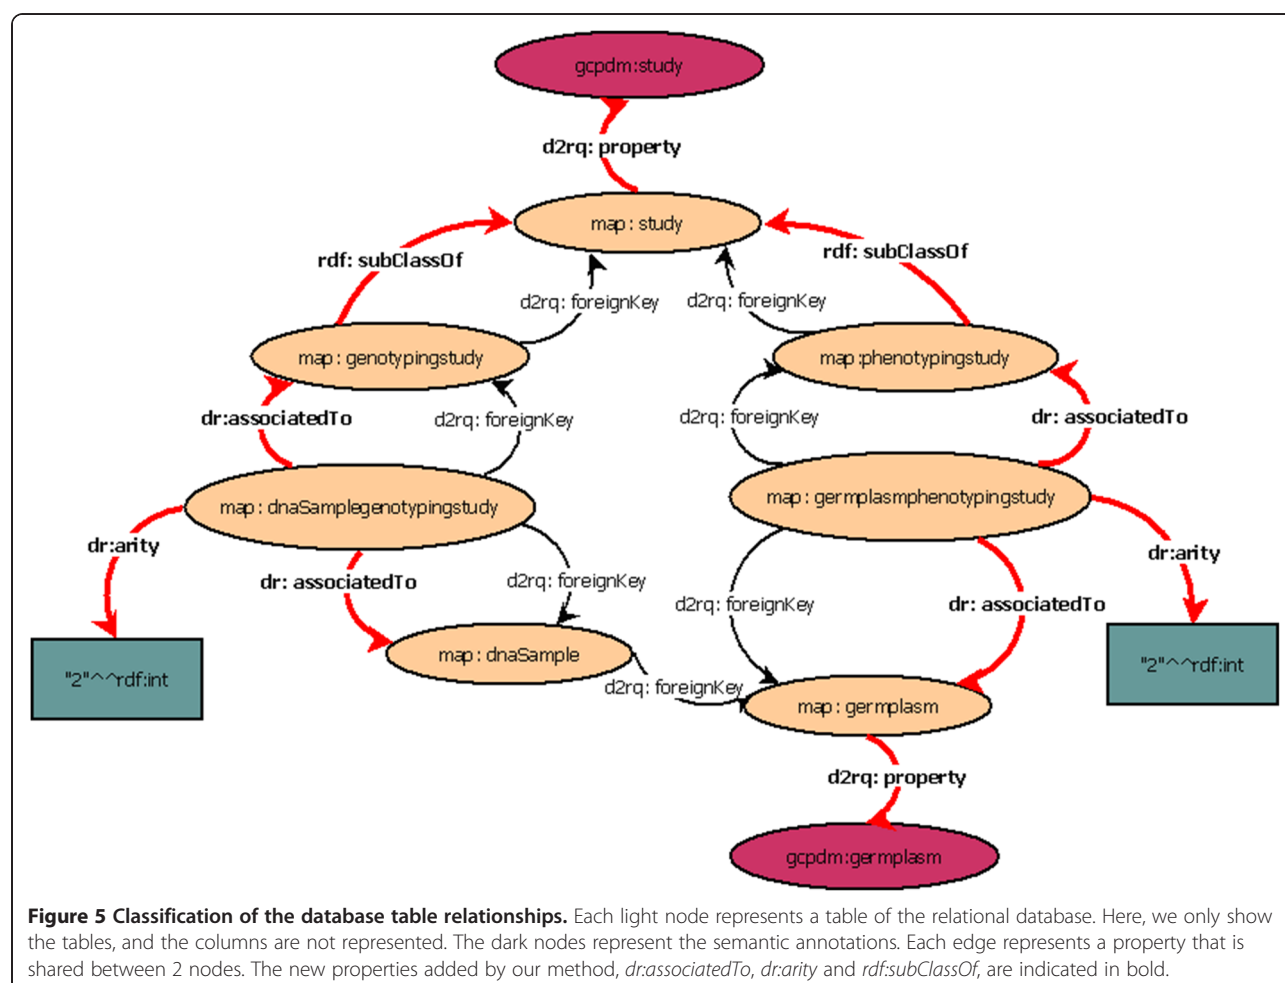 gcpdm:study
d2rq: property
map: study
rdf: subClassOf
rdf: subClassOf
d2rq: foreignKey
d2rq: foreignKey
map: genotypingstudy
map:phenotypingstudy
dr:associatedTo
d2rq: foreignKey
d2rq: foreignKey
dr: associatedTo
map: dnaSamplegenotypingstudy
map: germplasmphenotypingstudy
dr:arity
dr:arity
dr: associatedTo
d2rq: foreignKey
d2rq: foreignKey
dr: associatedTo
"2"^^rdf:int
map: dnaSample
"2"^^rdf:int
d2rq: foreignKey
map: germplasm
d2rq: property
gcpdm:germplasm
Figure 5 Classification of the database table relationships. Each light node represents a table of the relational database. Here, we only show
the tables, and the columns are not represented. The dark nodes represent the semantic annotations. Each edge represents a property that is
shared between 2 nodes. The new properties added by our method, dr:associatedTo, dr:arity and rdf:subClassOf, are indicated in bold.